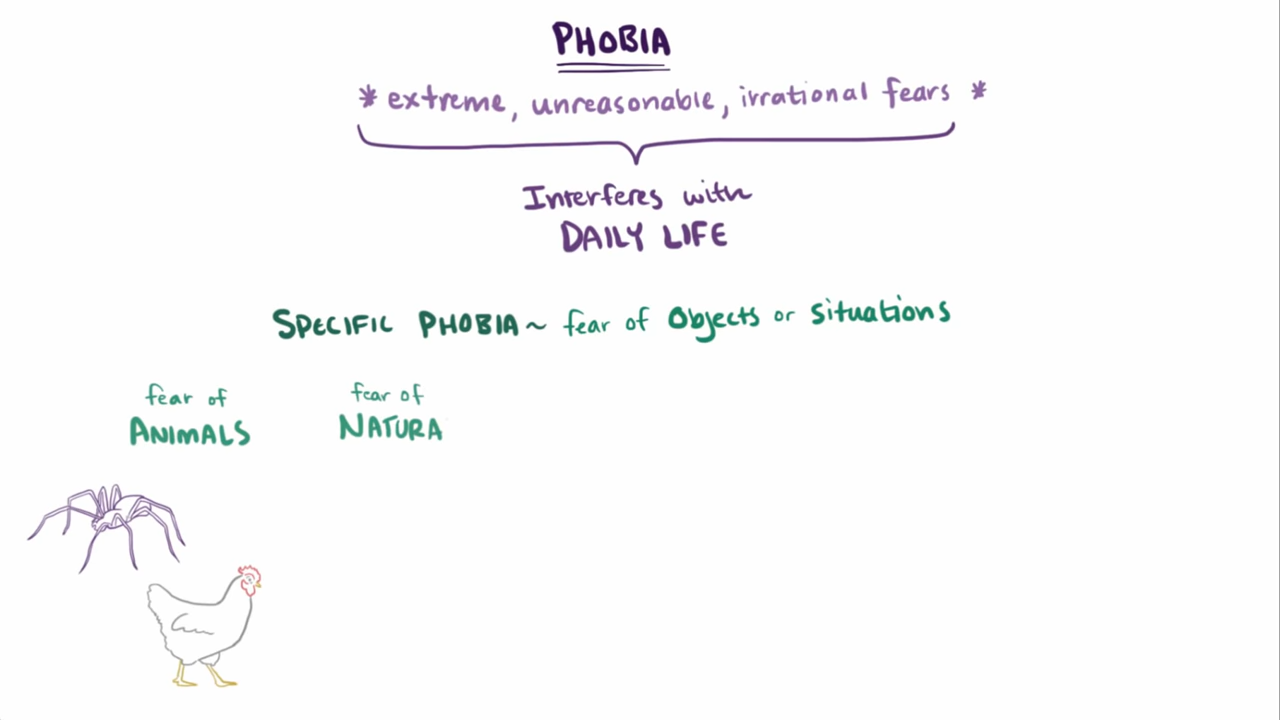 PHOBIA
* extreme, unreasonable, irrational fears *
Interferes with
DAILY LIFE
SPECIFIC PHOBIA ~ fear of Objects or situations
fear of
ANIMALS
fear of
NATURA